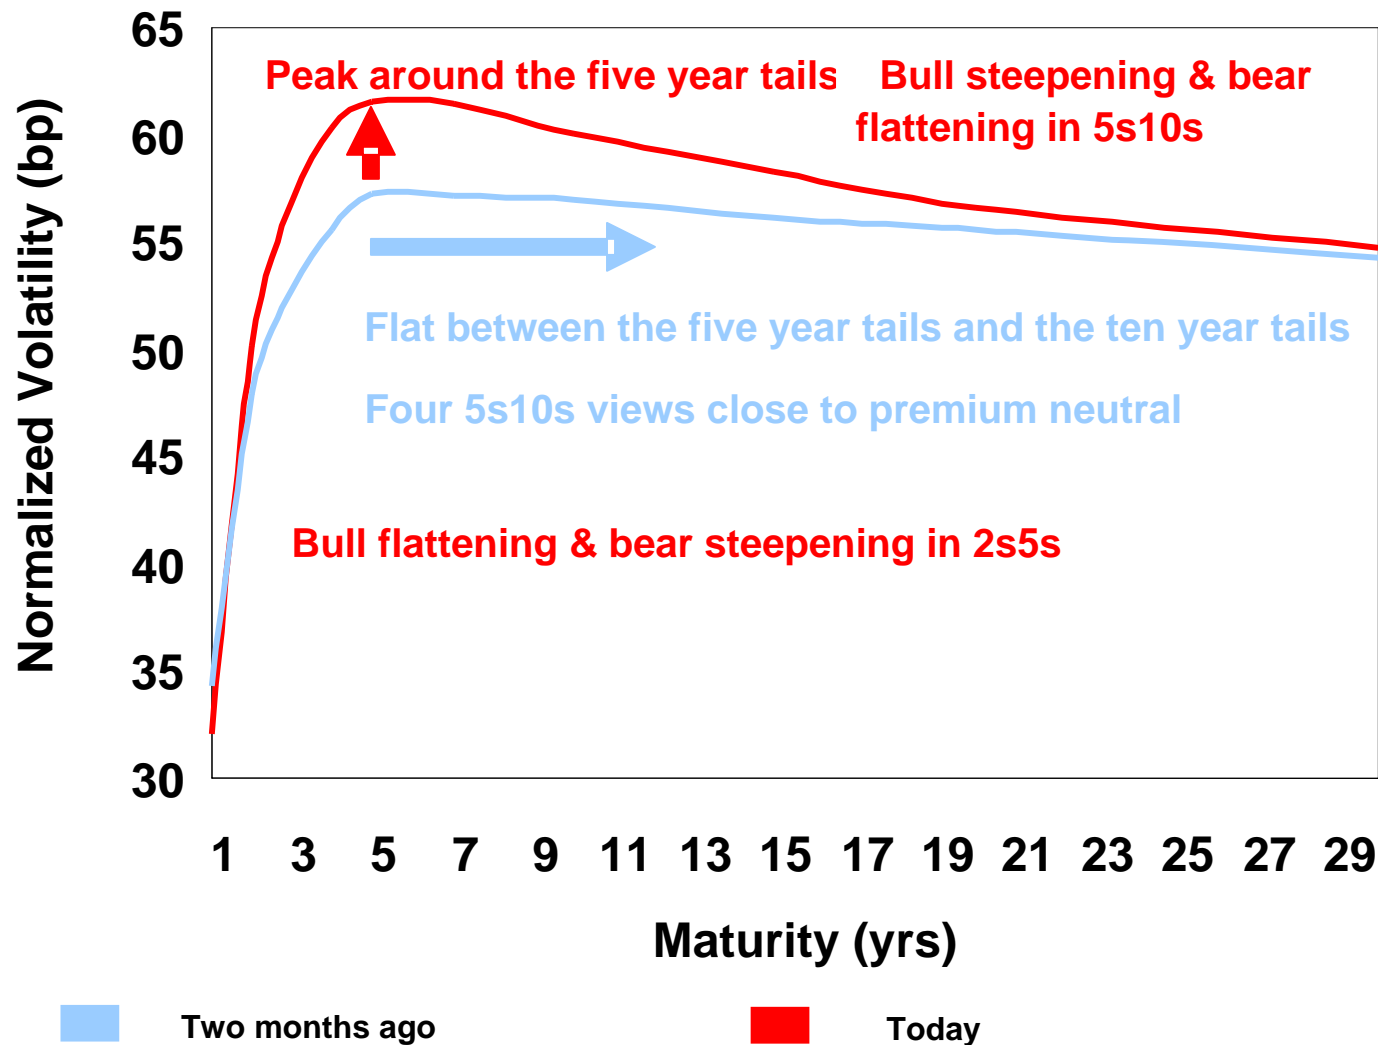 Normalized Volatility (bp)
65
60
55
50
45
40
35
30
Peak around the five year tails
Bull steepening & bear
flattening in 5s10s
Flat between the five year tails and the ten year tails
Four 5s10s views close to premium neutral
Bull flattening & bear steepening in 2s5s
1 3 5 7 9 11 13 15 17 19 21 23 25 27 29
Maturity (yrs)
Two months ago
Today